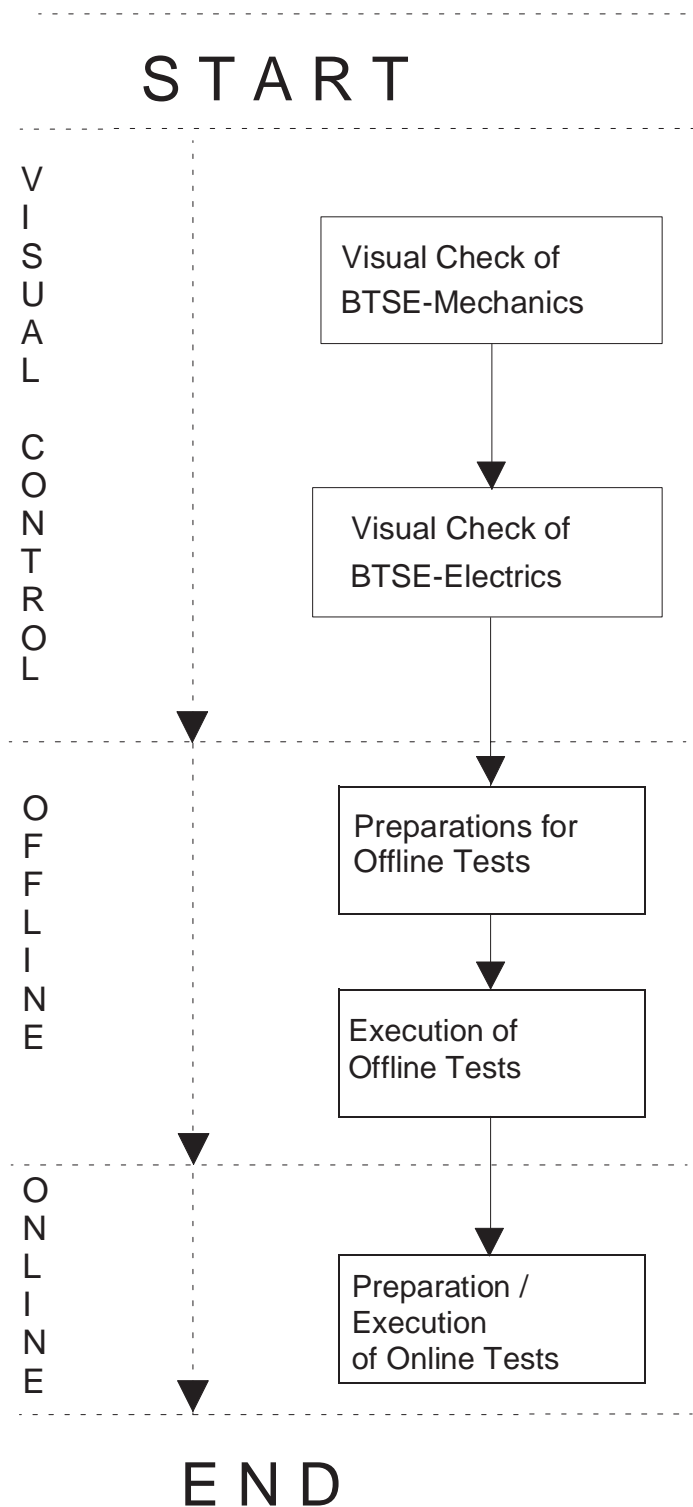 START
VISUAL CONTROL
Visual Check of
BTSE-Mechanics
Visual Check of
BTSE-Electrics
OFFLINE
Preparations for
Offline Tests
Execution of
Offline Tests
ONLINE
Preparation /
Execution
of Online Tests
END